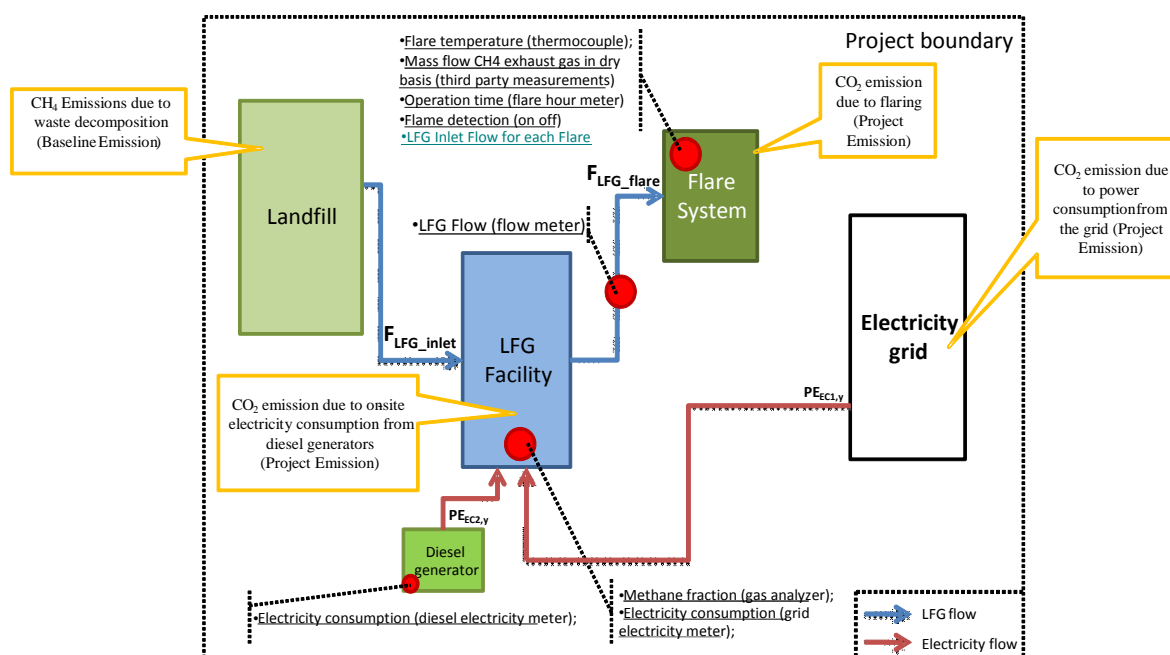 Project boundary
•Flare temperature (thermocouple);
•Mass flow CH4 exhaust gas in dry
basis (third party measurements)
•Operation time (flare hour meter)
•Flame detection (on off)
•LFG Inlet Flow for each Flare
CH4 Emissions due to
waste decomposition
(Baseline Emission)
CO2 emission
due to flaring
(Project
Emission)
Landfill
FLFG_flare
Flare
System
CO2 emission due
to power
consumptionfrom
the grid (Project
Emission)
•LFG Flow (flow meter)
FLFG_inlet
LFG
Facility
Electricity
grid
CO2 emission due to onsite
electricity consumption from
diesel generators
(Project Emission)
PEEC1,y
PEEC2,y
Diesel
generator
•Electricity consumption (diesel electricity meter);
•Methane fraction (gas analyzer);
•Electricity consumption (grid
electricity meter);
LFG flow
Electricity flow